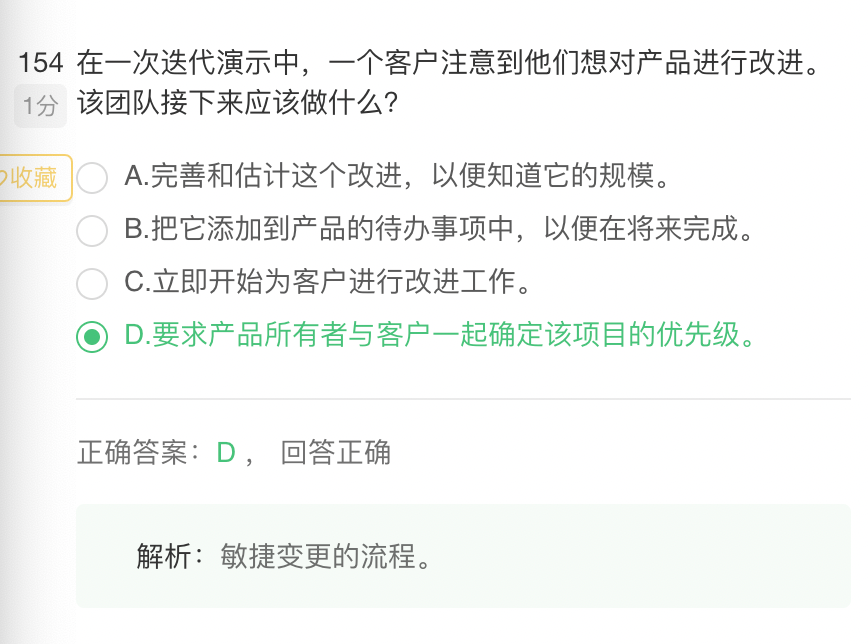 154 在一次迭代演示中，一个客户注意到他们想对产品进行改进。
1分 该团队接下来应该做什么？
收藏
A.完善和估计这个改进，以便知道它的规模。
B.把它添加到产品的待办事项中，以便在将来完成。
C.立即开始为客户进行改进工作。
D.要求产品所有者与客户一起确定该项目的优先级。
正确答案：D， 回答正确
解析：敏捷变更的流程。